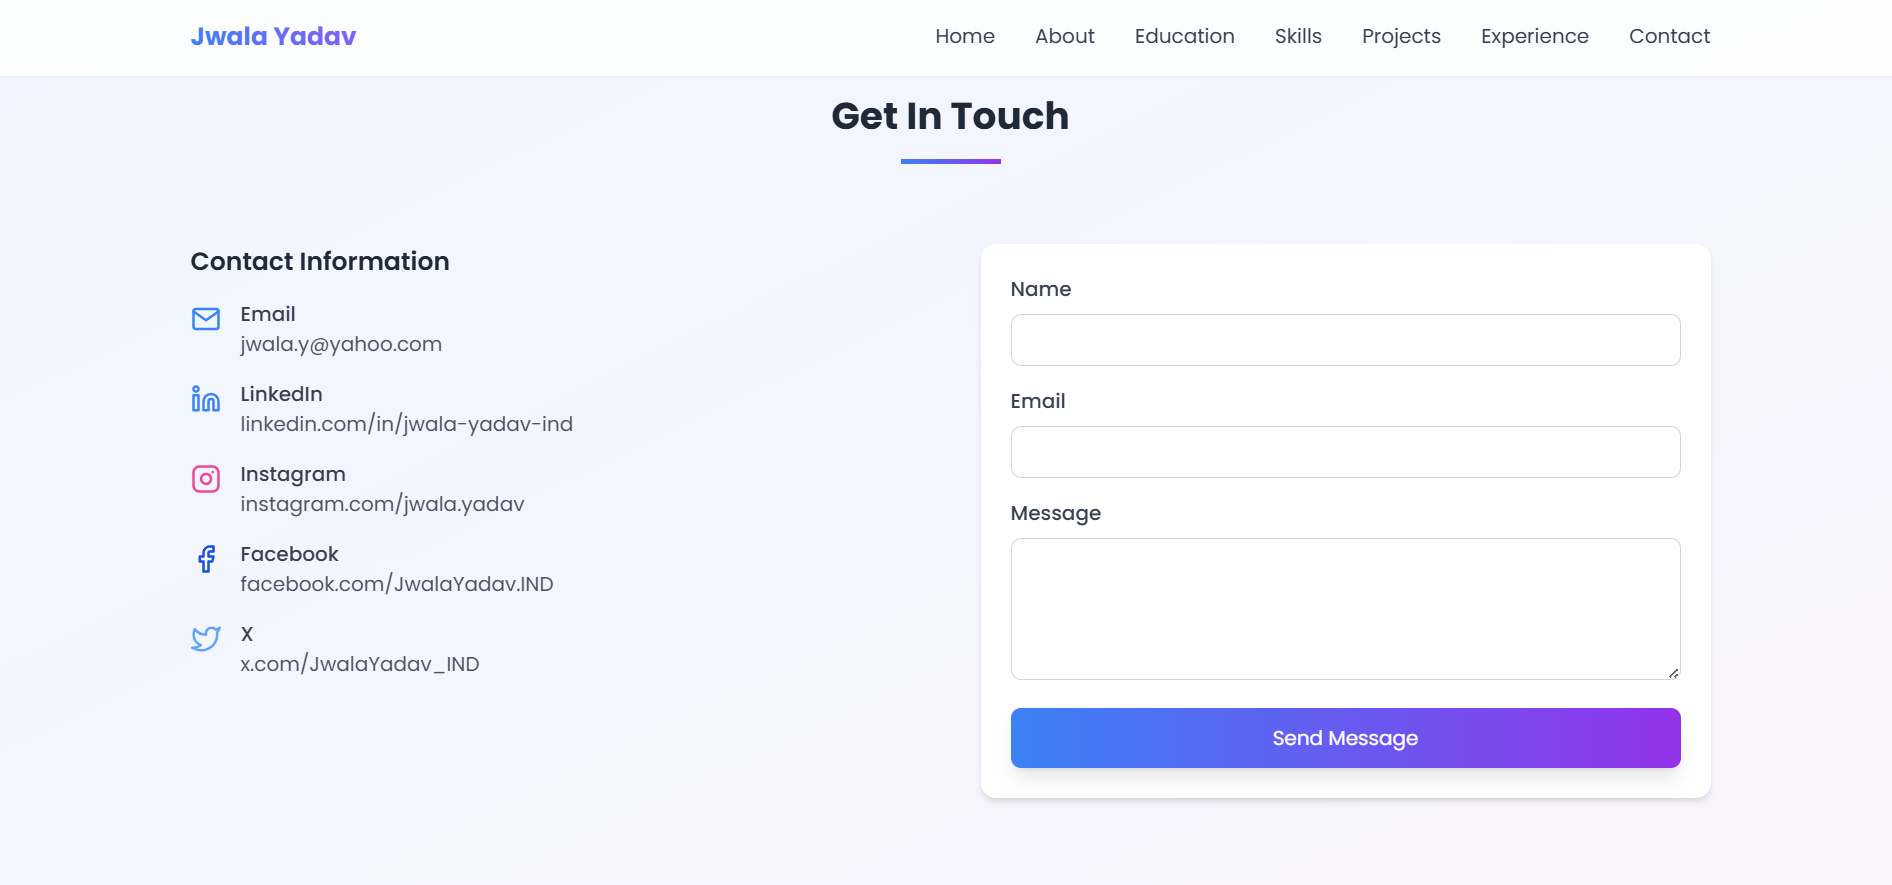 Jwala Yadav
Home About Education Skills Projects Experience Contact
Get In Touch
Contact Information
Email
jwala.y@yahoo.com
LinkedIn
linkedin.com/in/jwala-yadav-ind
Instagram
instagram.com/jwala.yadav
Facebook
facebook.com/JwalaYadav.IND
X
x.com/JwalaYadav_IND
Name
Email
Message
Send Message